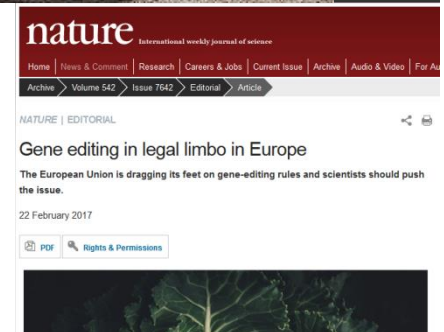 nature International weekly journal of science
Home | News & Comment | Research | Careers & Jobs | Current Issue | Archive | Audio & Video | For Au
Archive Volume 542 Issue 7642 Editorial Article
NATURE | EDITORIAL
Gene editing in legal limbo in Europe
The European Union is dragging its feet on gene-editing rules and scientists should push
the issue.
22 February 2017
PDF Rights & Permissions